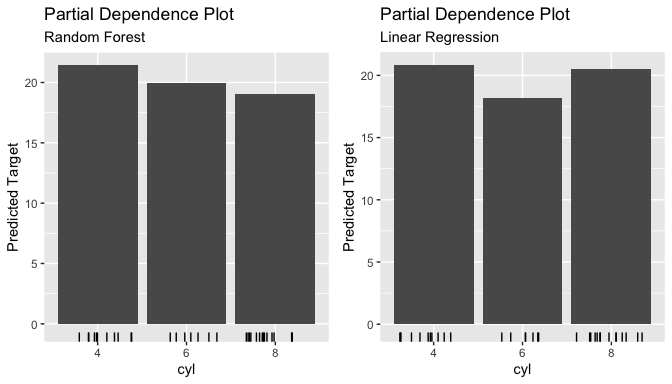 Partial Dependence Plot
Random Forest
Predicted Target
20
15
10
5
0
4
6
8
cyl
Partial Dependence Plot
Linear Regression
Predicted Target
20
15
10
5
0
4
6
8
cyl